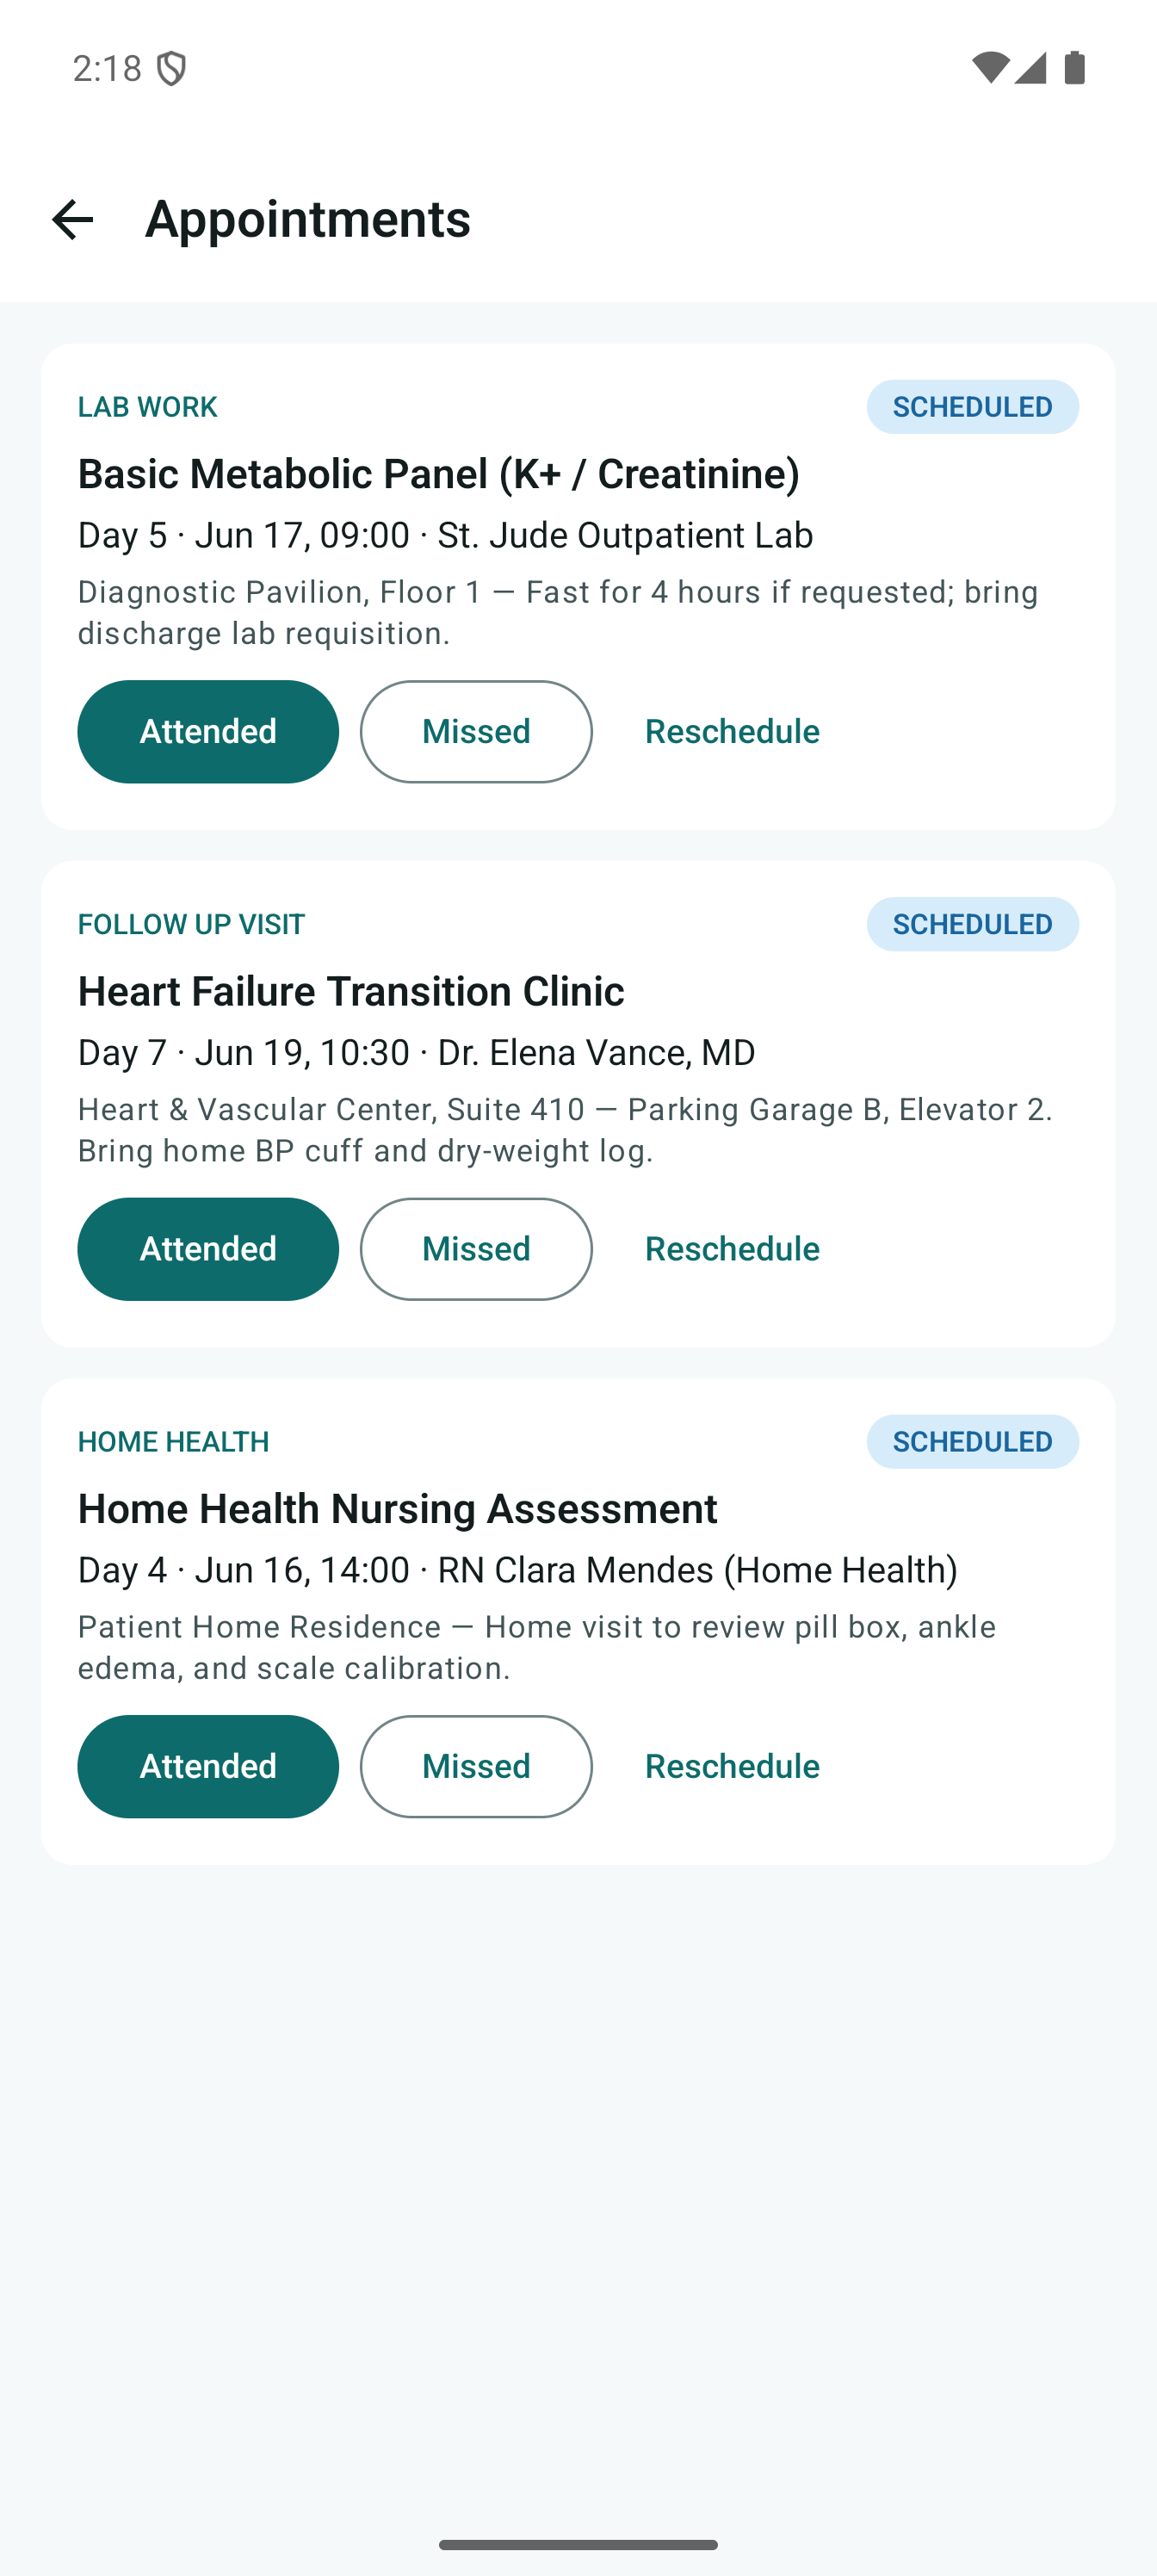 2:18
Appointments
LAB WORK
SCHEDULED
Basic Metabolic Panel (K+ / Creatinine)
Day 5 · Jun 17, 09:00 · St. Jude Outpatient Lab
Diagnostic Pavilion, Floor 1 — Fast for 4 hours if requested; bring
discharge lab requisition.
Attended
Missed
Reschedule
FOLLOW UP VISIT
SCHEDULED
Heart Failure Transition Clinic
Day 7 · Jun 19, 10:30 · Dr. Elena Vance, MD
Heart & Vascular Center, Suite 410 — Parking Garage B, Elevator 2.
Bring home BP cuff and dry-weight log.
Attended
Missed
Reschedule
HOME HEALTH
SCHEDULED
Home Health Nursing Assessment
Day 4 · Jun 16, 14:00 · RN Clara Mendes (Home Health)
Patient Home Residence — Home visit to review pill box, ankle
edema, and scale calibration.
Attended
Missed
Reschedule